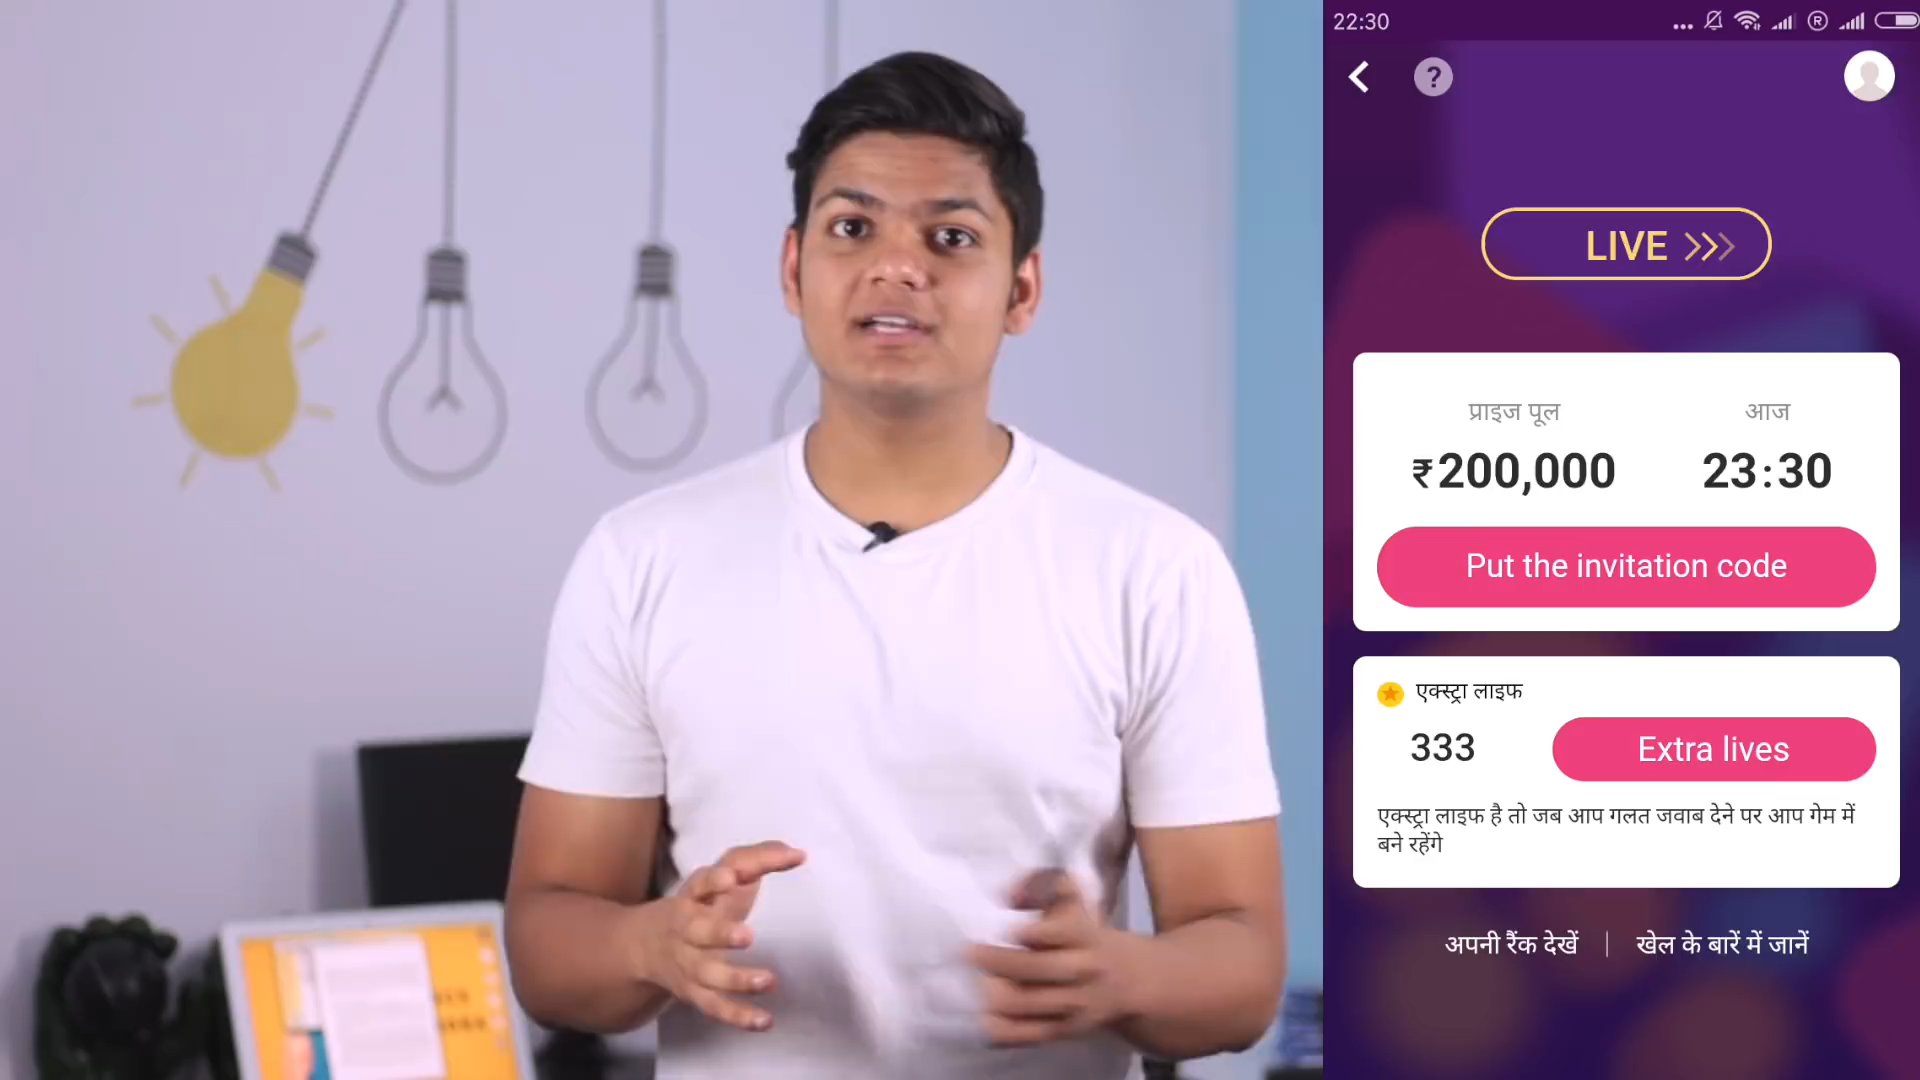 22:30
?
LIVE
प्राइज पूल
आज
₹200,000
23:30
Put the invitation code
एक्स्ट्रा लाइफ
333
Extra lives
एक्स्ट्रा लाइफ है तो जब आप गलत जवाब देने पर आप गेम में
बने रहेंगे
अपनी रैंक देखें | खेल के बारें में जानें